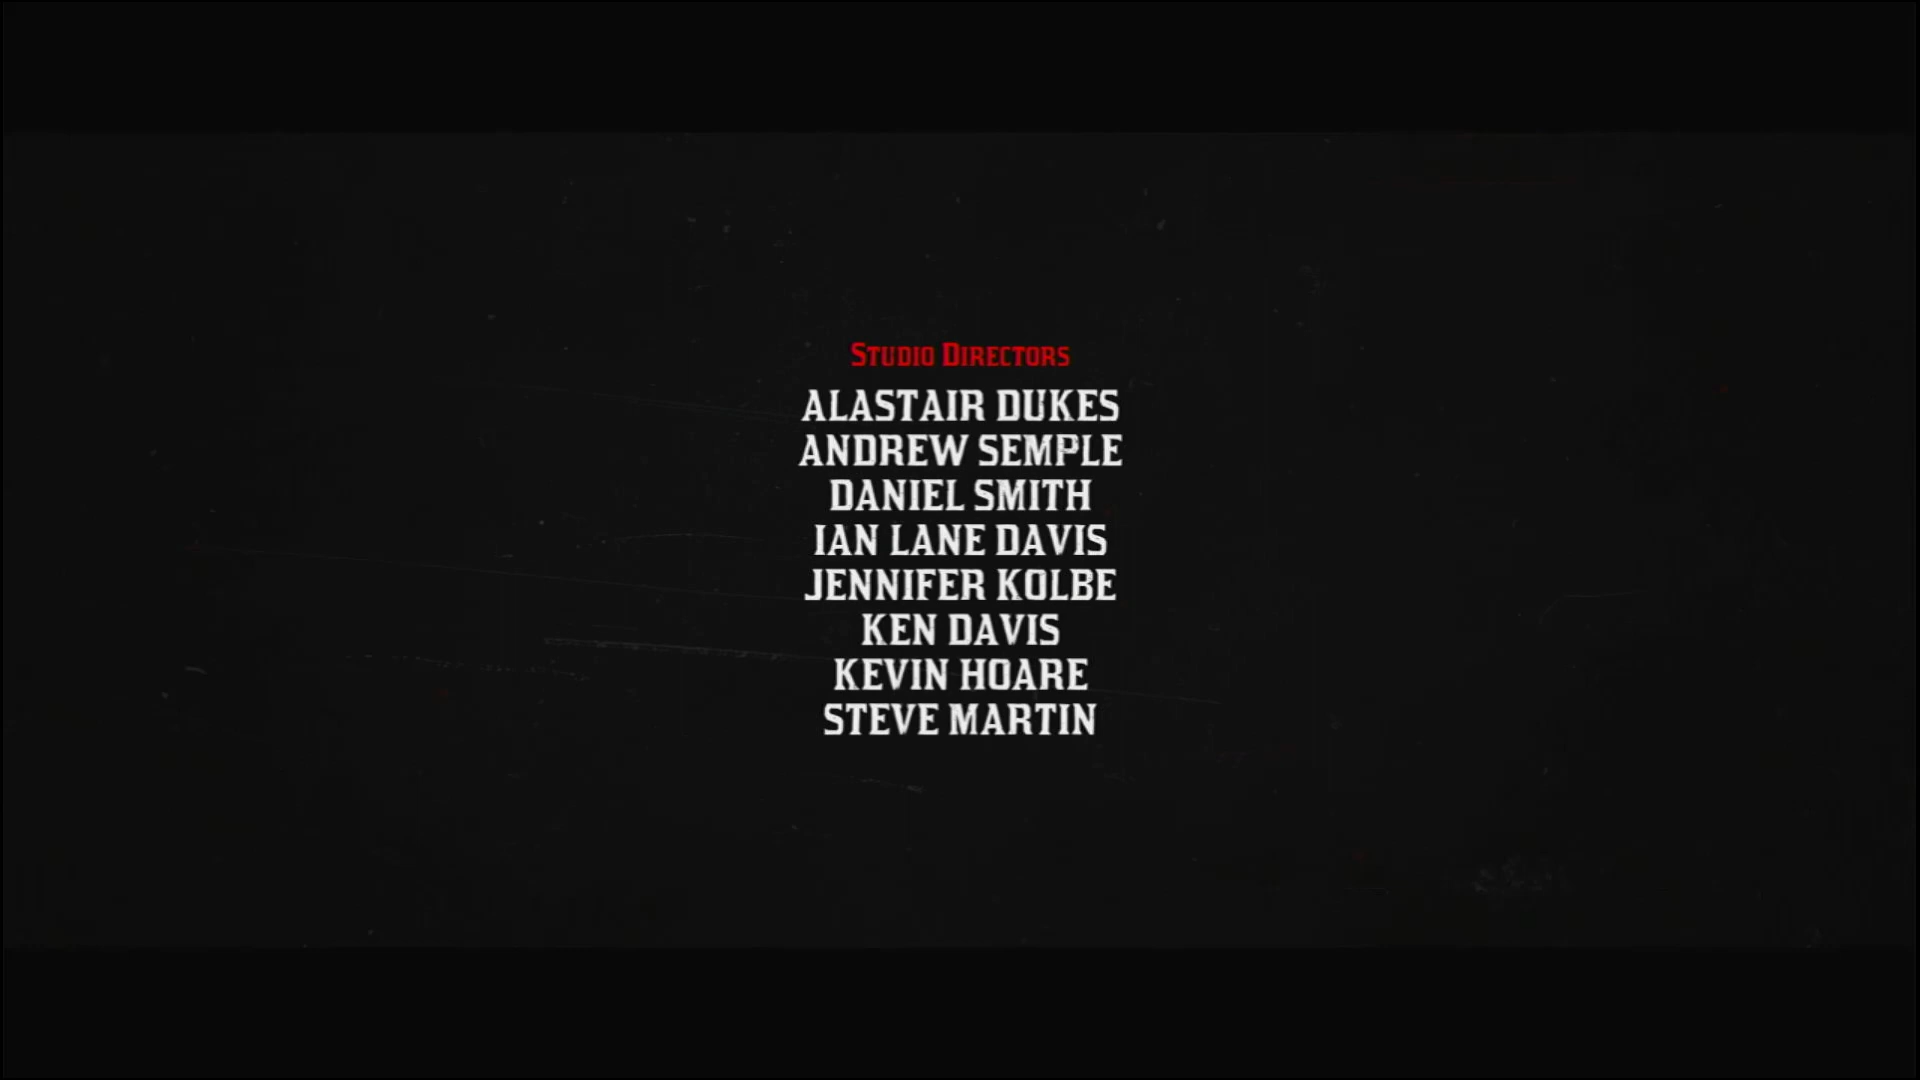 Studio Directors
ALASTAIR DUKES
ANDREW SEMPLE
DANIEL SMITH
IAN LANE DAVIS
JENNIFER KOLBE
KEN DAVIS
KEVIN HOARE
STEVE MARTIN